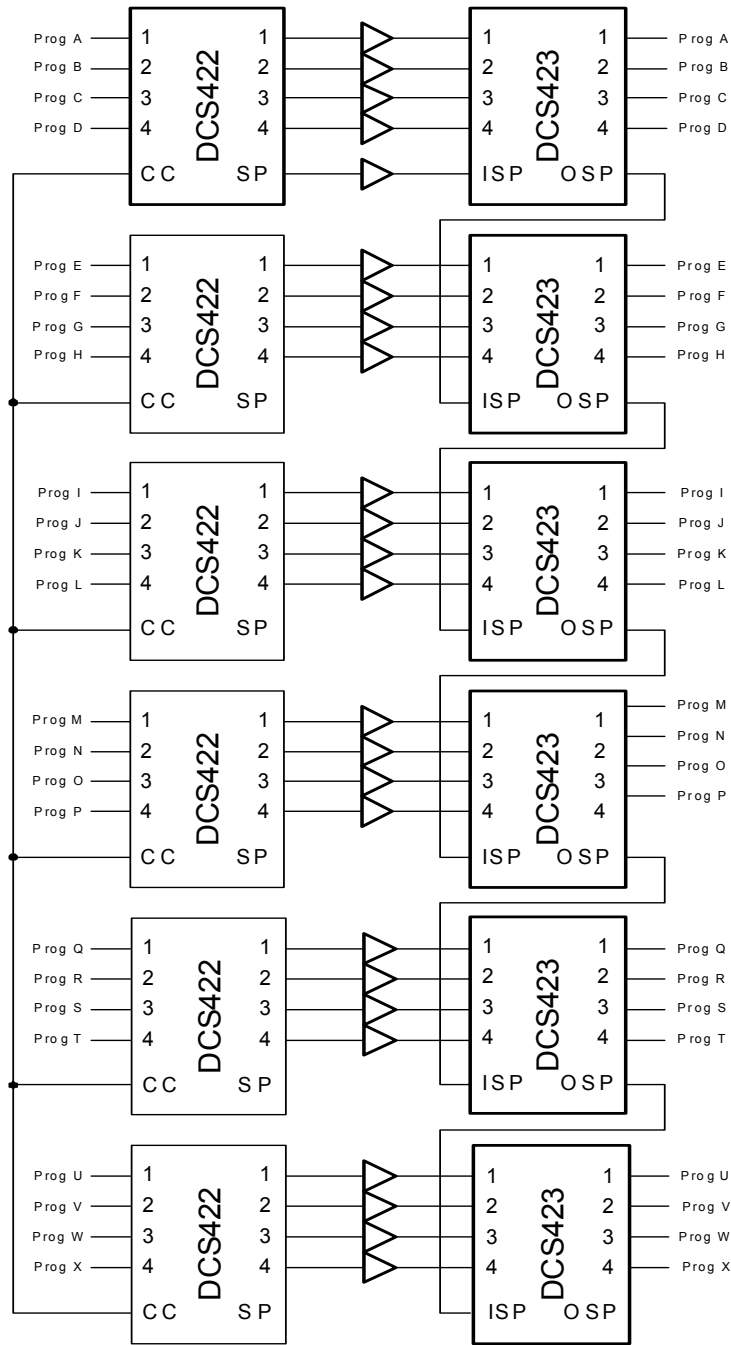 Prog A 1 1 1 1 Prog A
Prog B 2 2 2 2 Prog B
Prog C 3 3 3 3 Prog C
Prog D 4 4 4 4 Prog D
DCS422 DCS423
CC SP ISP OSP
Prog E 1 1 1 1 Prog E
Prog F 2 2 2 2 Prog F
Prog G 3 3 3 3 Prog G
Prog H 4 4 4 4 Prog H
DCS422 DCS423
CC SP ISP OSP
Prog I 1 1 1 1 Prog I
Prog J 2 2 2 2 Prog J
Prog K 3 3 3 3 Prog K
Prog L 4 4 4 4 Prog L
DCS422 DCS423
CC SP ISP OSP
Prog M 1 1 1 1 Prog M
Prog N 2 2 2 2 Prog N
Prog O 3 3 3 3 Prog O
Prog P 4 4 4 4 Prog P
DCS422 DCS423
CC SP ISP OSP
Prog Q 1 1 1 1 Prog Q
Prog R 2 2 2 2 Prog R
Prog S 3 3 3 3 Prog S
Prog T 4 4 4 4 Prog T
DCS422 DCS423
CC SP ISP OSP
Prog U 1 1 1 1 Prog U
Prog V 2 2 2 2 Prog V
Prog W 3 3 3 3 Prog W
Prog X 4 4 4 4 Prog X
DCS422 DCS423
CC SP ISP OSP